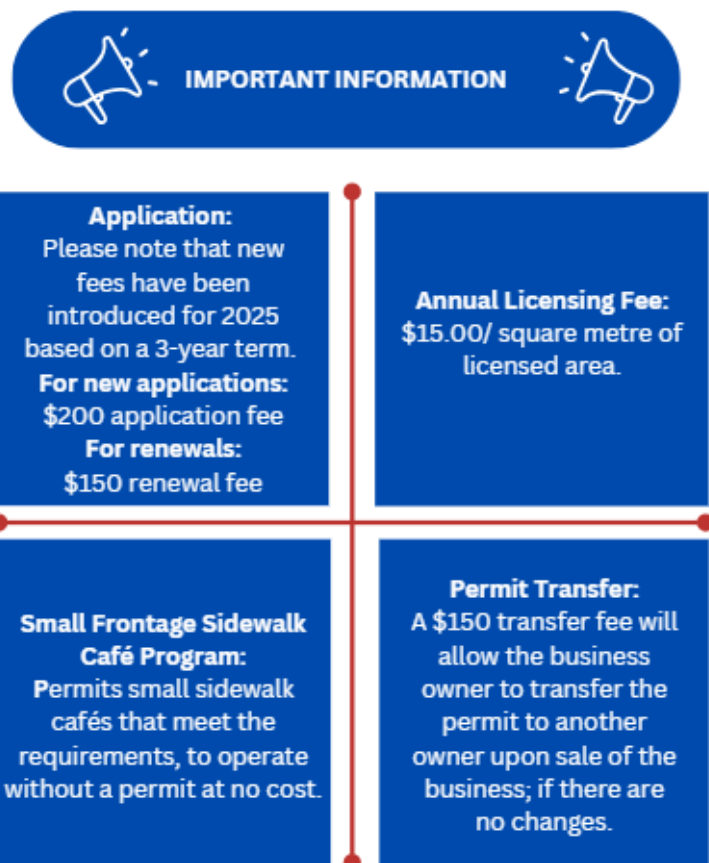 IMPORTANT INFORMATION
Application:
Please note that new
fees have been
introduced for 2025
based on a 3-year term.
For new applications:
$200 application fee
For renewals:
$150 renewal fee
Annual Licensing Fee:
$15.00/ square metre of
licensed area.
Small Frontage Sidewalk
Café Program:
Permits small sidewalk
cafés that meet the
requirements, to operate
without a permit at no cost.
Permit Transfer:
A $150 transfer fee will
allow the business
owner to transfer the
permit to another
owner upon sale of the
business; if there are
no changes.